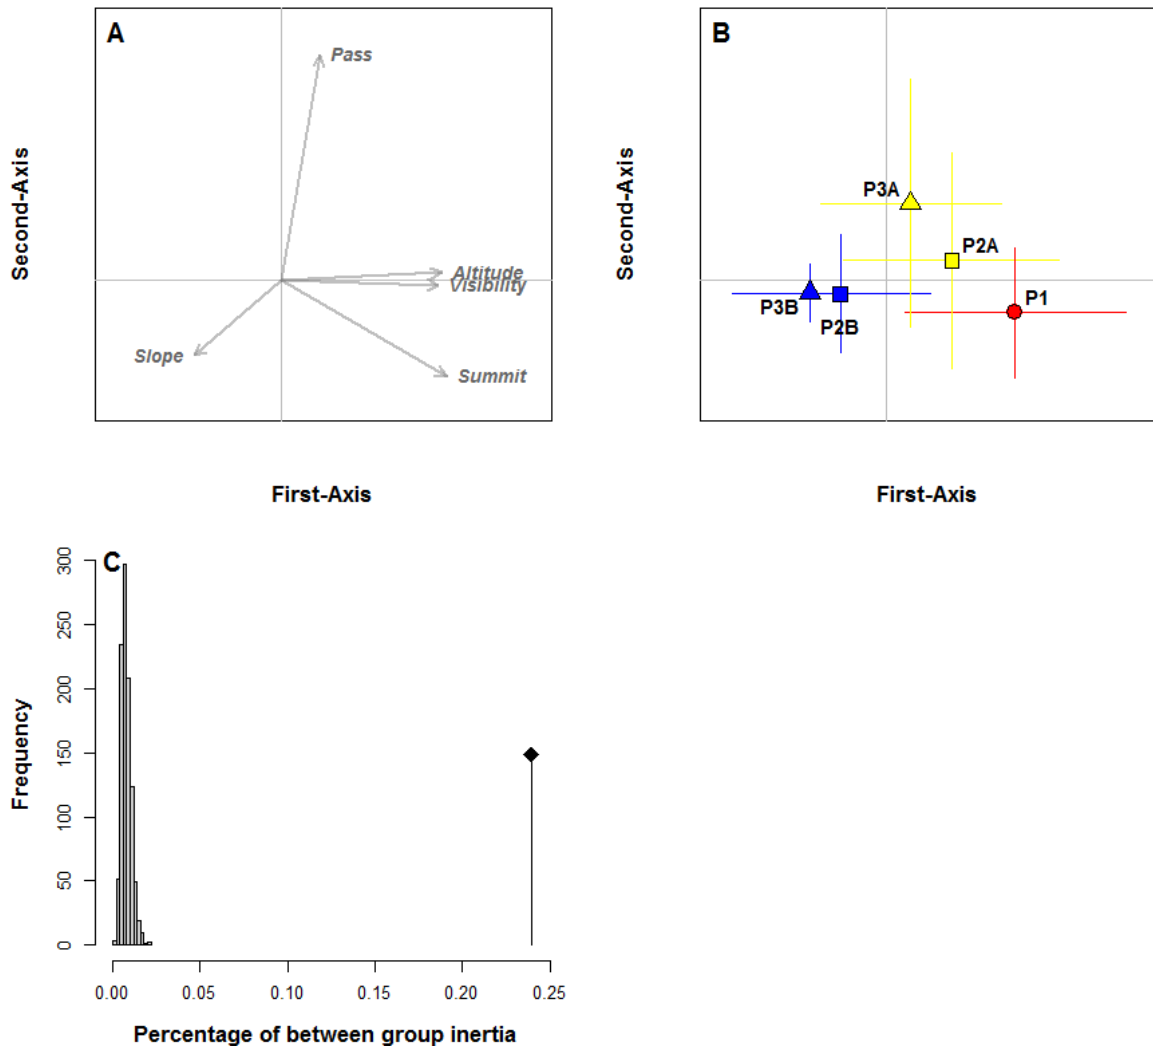 A
Pass
Altitude
Visibility
Slope
Summit
Second-Axis
First-Axis
B
P3A
P2A
P3B
P2B
P1
Second-Axis
First-Axis
C
300
250
200
150
100
50
0
Frequency
0.00 0.05 0.10 0.15 0.20 0.25
Percentage of between group inertia